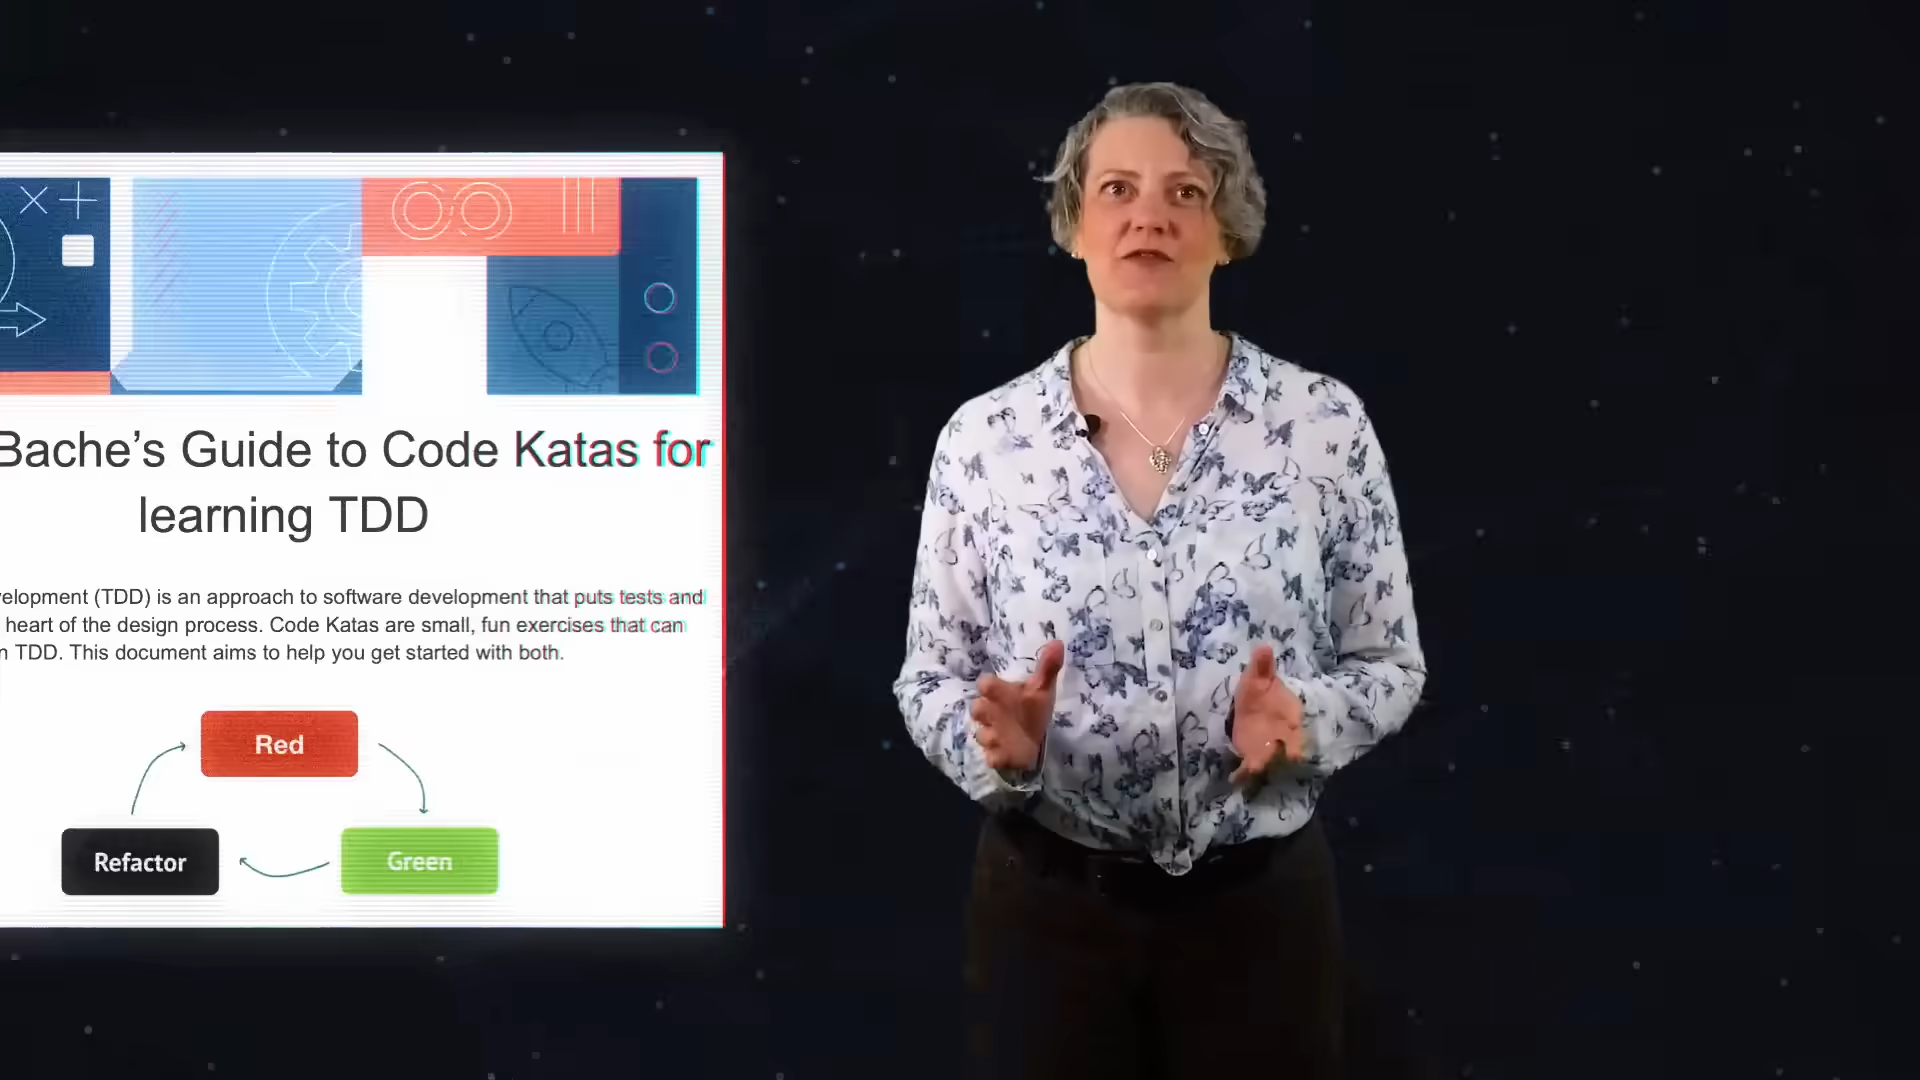 Bache’s Guide to Code Katas for
learning TDD
velopment (TDD) is an approach to software development that puts tests and
heart of the design process. Code Katas are small, fun exercises that can
n TDD. This document aims to help you get started with both.
Red
Refactor
Green